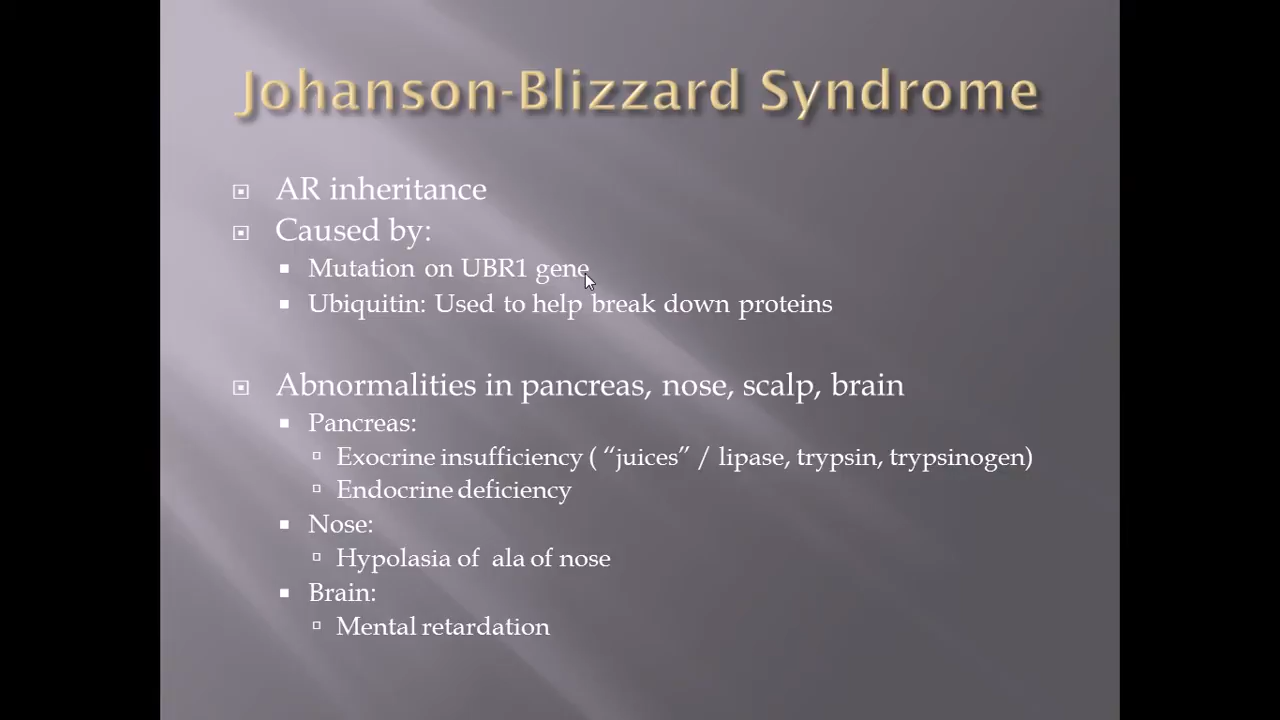 Johanson-Blizzard Syndrome
AR inheritance
Caused by:
Mutation on UBR1 gene
Ubiquitin: Used to help break down proteins
Abnormalities in pancreas, nose, scalp, brain
Pancreas:
Exocrine insufficiency ( “juices” / lipase, trypsin, trypsinogen)
Endocrine deficiency
Nose:
Hypolasia of ala of nose
Brain:
Mental retardation